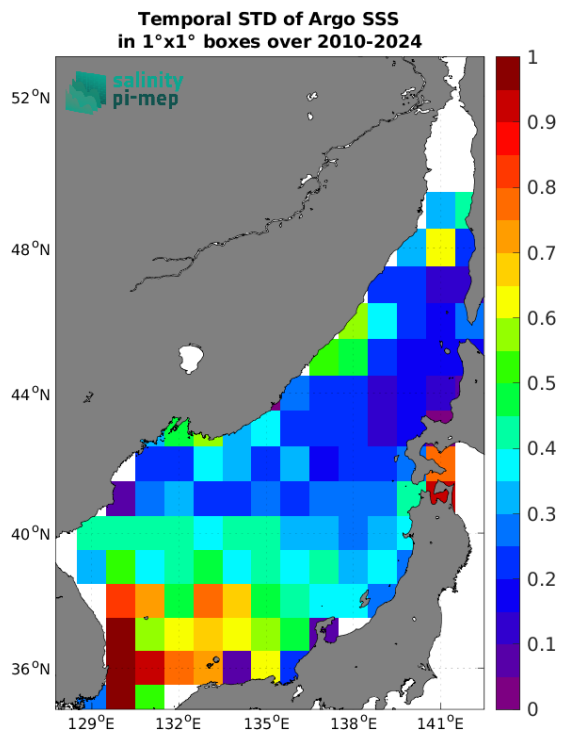 Temporal STD of Argo SSS
in 1°x1° boxes over 2010-2024
salinity
pi-mep
52°N
48°N
44°N
40°N
36°N
129°E
132°E
135°E
138°E
141°E
1
0.9
0.8
0.7
0.6
0.5
0.4
0.3
0.2
0.1
0